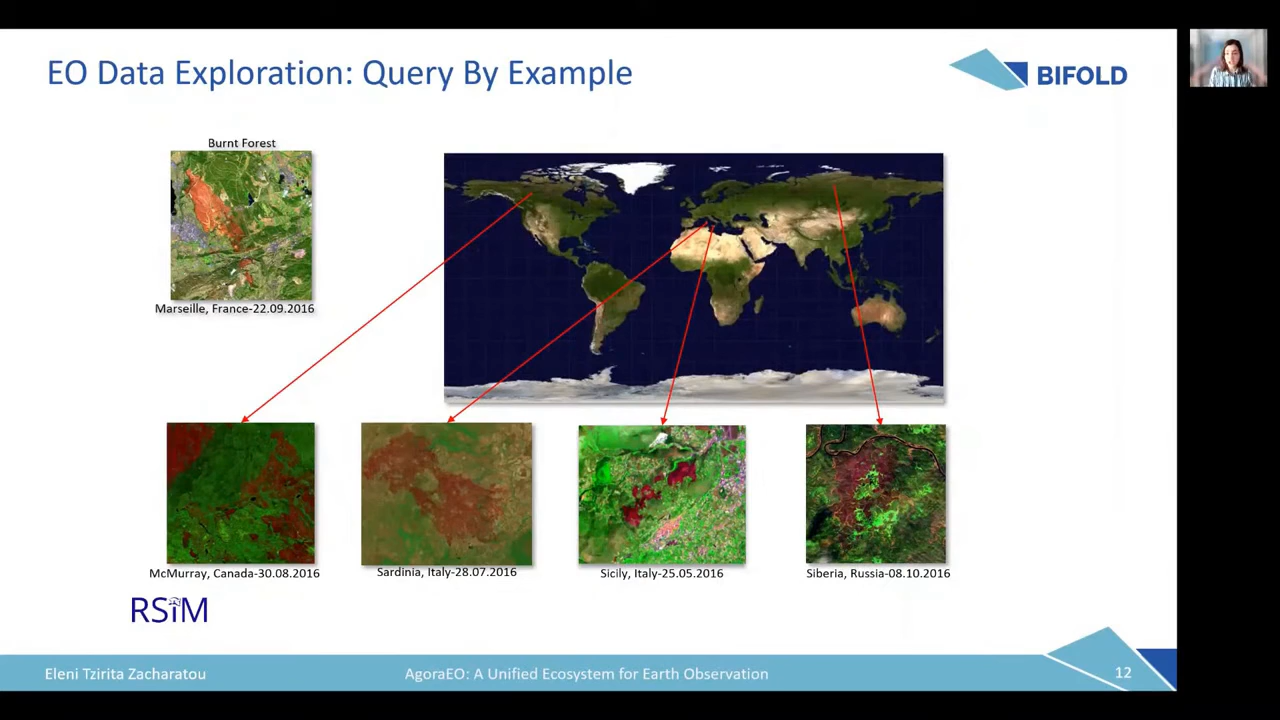 EO Data Exploration: Query By Example
BIFOLD
Burnt Forest
Marseille, France-22.09.2016
McMurray, Canada-30.08.2016
Sardinia, Italy-28.07.2016
Sicily, Italy-25.05.2016
Siberia, Russia-08.10.2016
RSiM
Eleni Tzirita Zacharatou
AgoraEO: A Unified Ecosystem for Earth Observation
12